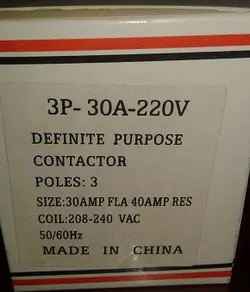 3P-30A-220V
DEFINITE PURPOSE
CONTACTOR
POLES: 3
SIZE:30AMP FLA 40AMP RES
COIL:208-240 VAC
50/60Hz
MADE IN CHINA